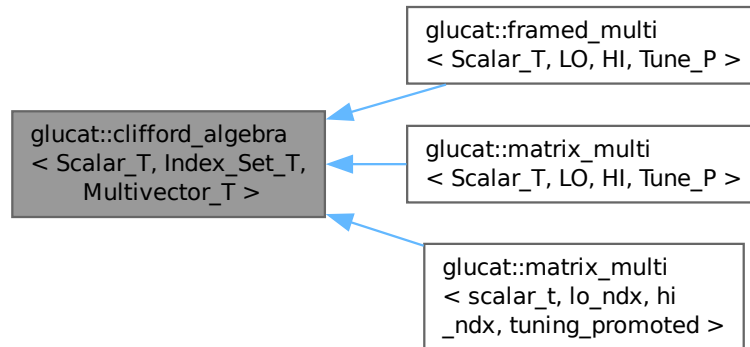 glucat::framed_multi
< Scalar_T, LO, HI, Tune_P >
glucat::clifford_algebra
< Scalar_T, Index_Set_T,
Multivector_T >
glucat::matrix_multi
< Scalar_T, LO, HI, Tune_P >
glucat::matrix_multi
< scalar_t, lo_ndx, hi
_ndx, tuning_promoted >